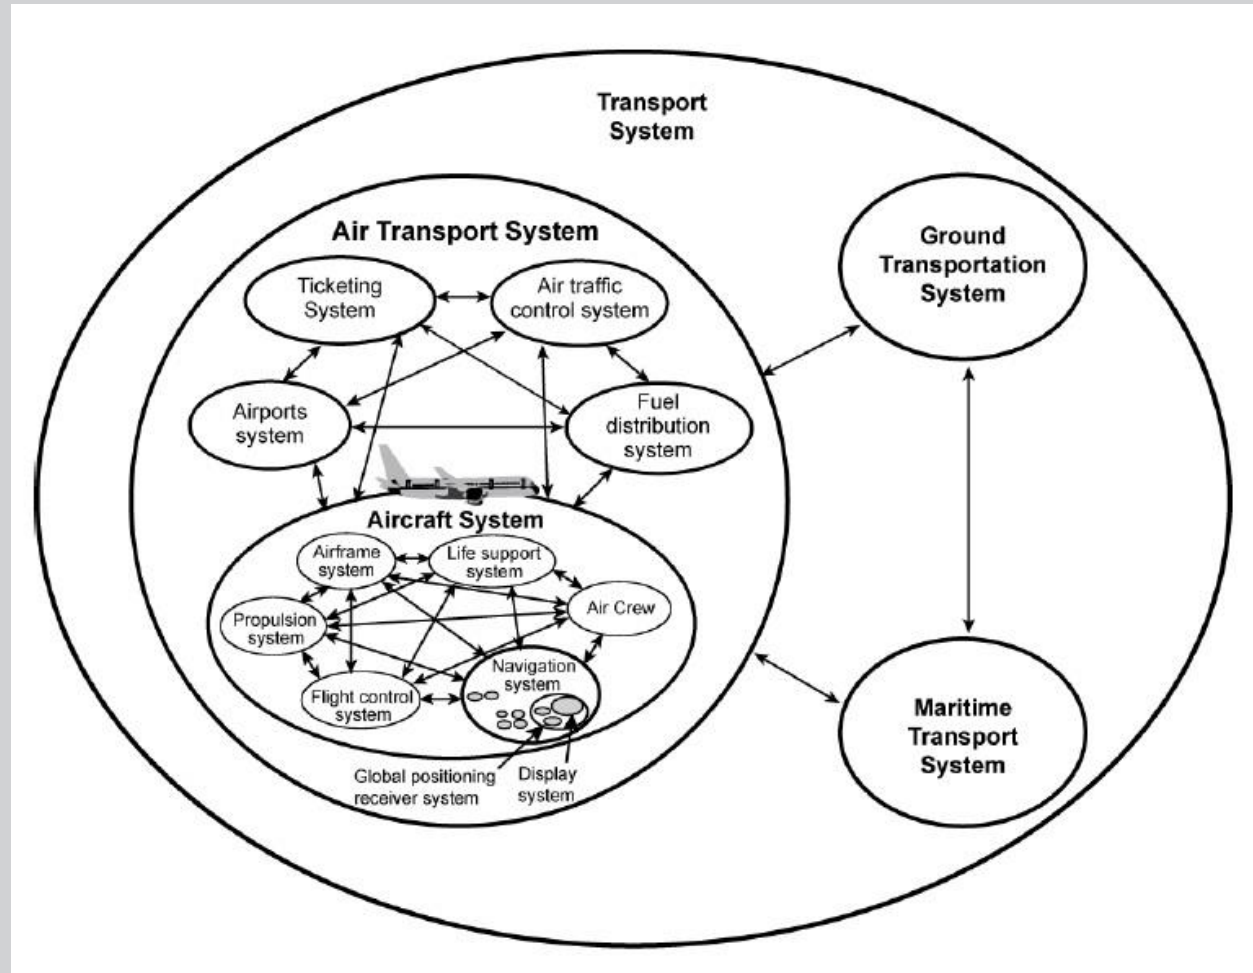 Transport
System
Air Transport System
Ground
Transportation
System
Ticketing
System
Air traffic
control system
Airports
system
Fuel
distribution
system
Aircraft System
Airframe
system
Life support
system
Air Crew
Propulsion
system
Navigation
system
Flight control
system
Maritime
Transport
System
Global positioning
receiver system
Display
system